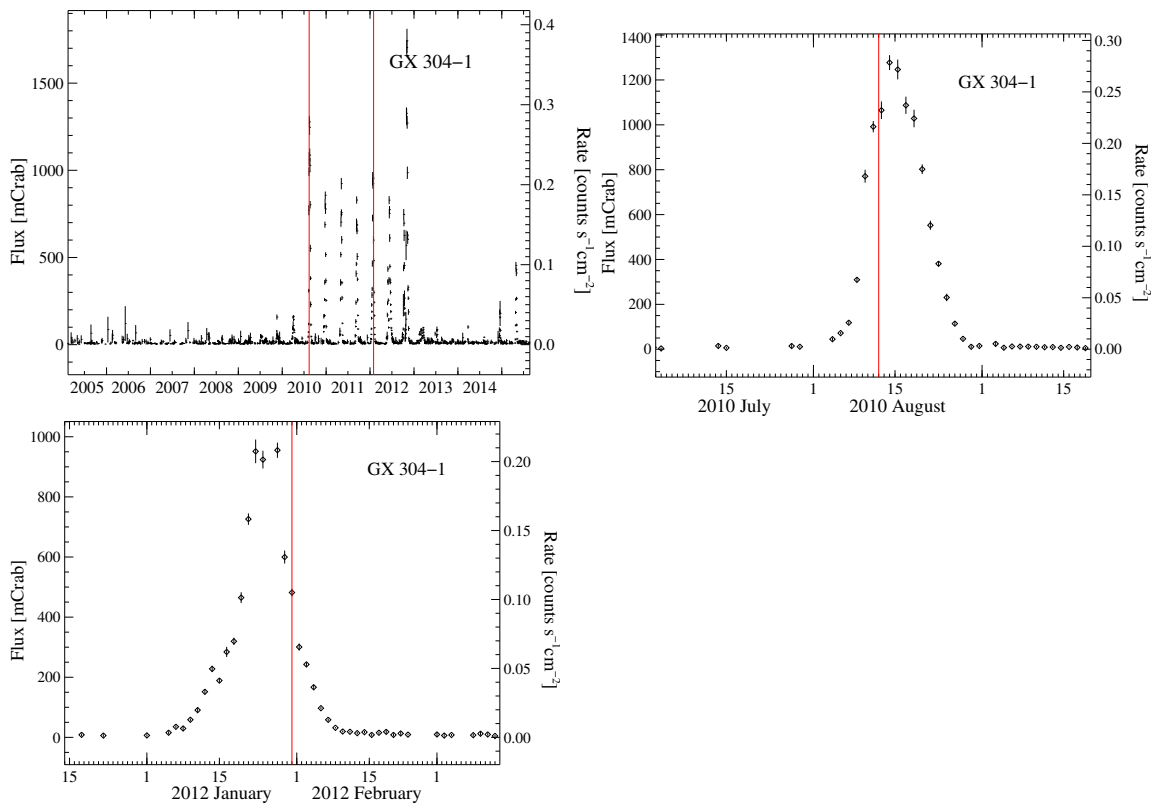 GX 304−1
Flux [mCrab]
1500
1000
500
0
0.4
0.3
0.2
0.1
0.0
Rate [counts s−1cm−2]
2005 2006 2007 2008 2009 2010 2011 2012 2013 2014
GX 304−1
Flux [mCrab]
1400
1200
1000
800
600
400
200
0
0.30
0.25
0.20
0.15
0.10
0.05
0.00
Rate [counts s−1cm−2]
15 1 15 1 15
2010 July 2010 August
GX 304−1
Flux [mCrab]
1000
800
600
400
200
0
0.20
0.15
0.10
0.05
0.00
Rate [counts s−1cm−2]
15 1 15 1 15 1
2012 January 2012 February